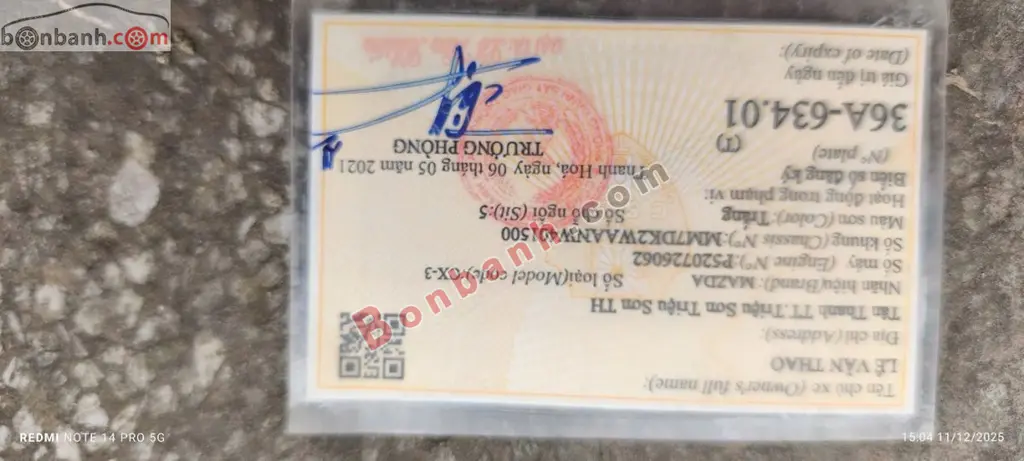 bonbanh.com
Tên chủ xe (Owner's full name):
LÊ VĂN THAO
Địa chỉ (Address):
Tân Thanh TT.Triệu Sơn Triệu Sơn TH
Nhãn hiệu(Brand): MAZDA Số loại(Model code):CX-3
Số máy (Engine N°):P520726062
Số khung (Chassis N°):MM7DK2WAANW401500
Màu sơn (Color):Trắng Số chỗ ngồi (Sit):5
Hoạt động trong phạm vi:
Biển số đăng ký
(N° plate)
Thanh Hoá, ngày 06 tháng 05 năm 2021
TRƯỞNG PHÒNG
(T)
36A-634.01
Giá trị đến ngày
(Date of expiry):
Bonbanh.com
REDMI NOTE 14 PRO 5G
15:04 11/12/2025